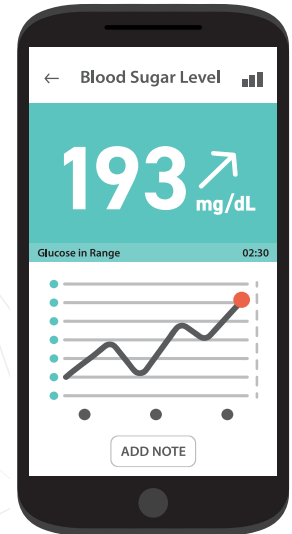 Blood Sugar Level
193
mg/dL
Glucose in Range 02:30
ADD NOTE